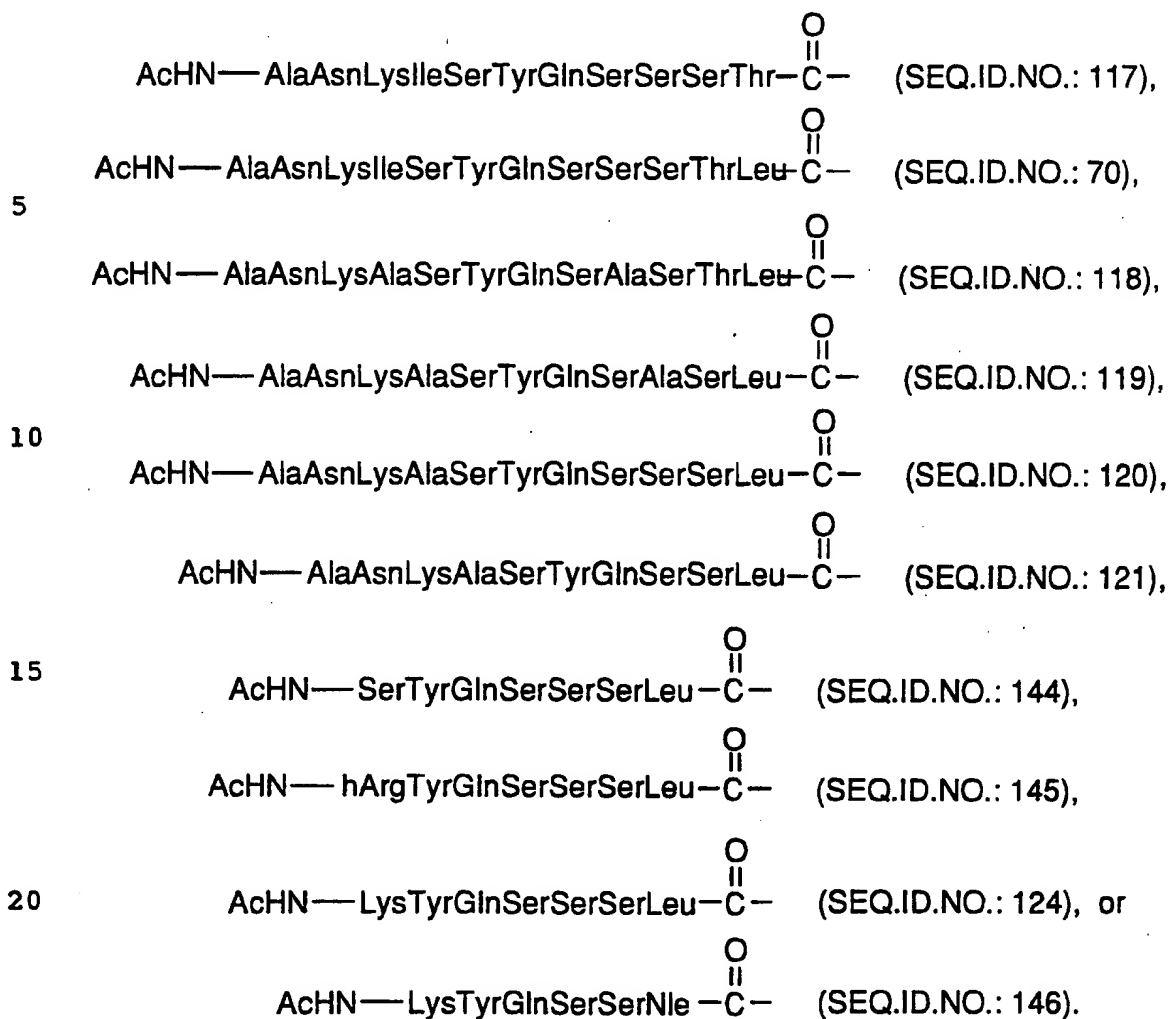 O
||
AcHN—AlaAsnLysIleSerTyrGlnSerSerSerThr-C- (SEQ.ID.NO.: 117),
O
||
AcHN—AlaAsnLysIleSerTyrGlnSerSerSerThrLeu-C- (SEQ.ID.NO.: 70),
5
O
||
AcHN—AlaAsnLysAlaSerTyrGlnSerAlaSerThrLeu-C- (SEQ.ID.NO.: 118),
O
||
AcHN—AlaAsnLysAlaSerTyrGlnSerAlaSerLeu-C- (SEQ.ID.NO.: 119),
10
O
||
AcHN—AlaAsnLysAlaSerTyrGlnSerSerSerLeu-C- (SEQ.ID.NO.: 120),
O
||
AcHN—AlaAsnLysAlaSerTyrGlnSerSerLeu-C- (SEQ.ID.NO.: 121),
15
O
||
AcHN—SerTyrGlnSerSerSerLeu-C- (SEQ.ID.NO.: 144),
O
||
AcHN—hArgTyrGlnSerSerSerLeu-C- (SEQ.ID.NO.: 145),
O
||
20 AcHN—LysTyrGlnSerSerSerLeu-C- (SEQ.ID.NO.: 124), or
O
||
AcHN—LysTyrGlnSerSerNle-C- (SEQ.ID.NO.: 146).